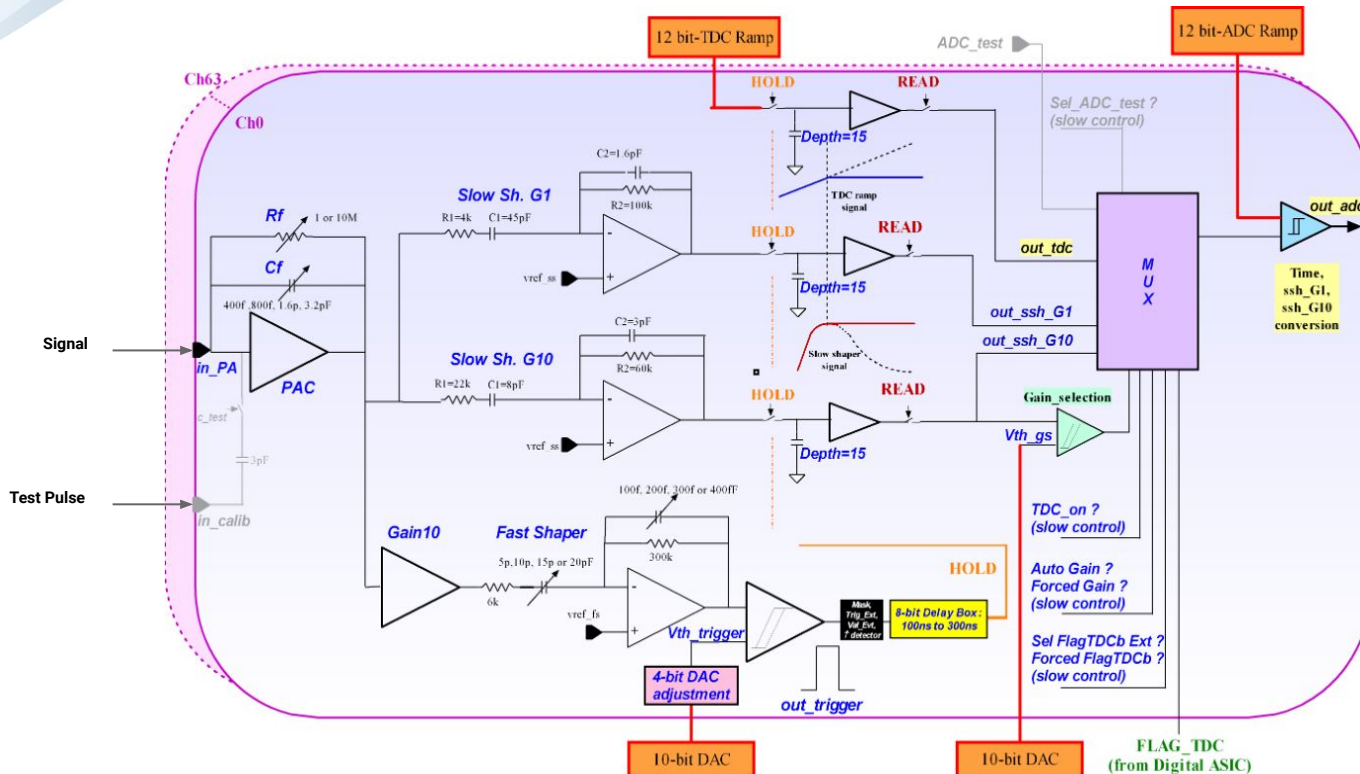 12 bit-TDC Ramp
12 bit-ADC Ramp
ADC_test
Ch63
Ch0
HOLD
READ
Sel_ADC_test ?
(slow control)
Depth=15
C2=1.6pF
R2=100k
Slow Sh. G1
R1=4k
C1=45pF
TDC ramp
signal
Rf
1 or 10M
Cf
400f ,800f, 1.6p, 3.2pF
vref_ss
HOLD
READ
Depth=15
out_tdc
M
U
X
out_adc
Time,
ssh_G1,
ssh_G10
conversion
out_ssh_G1
out_ssh_G10
Signal
in_PA
PAC
C2=3pF
R2=60k
Slow Sh. G10
R1=22k
C1=8pF
Slow shaper
signal
HOLD
READ
Gain_selection
c_test
3pF
vref_ss
Depth=15
Vth_gs
Test Pulse
in_calib
100f, 200f, 300f or 400fF
300k
Gain10
Fast Shaper
5p,10p, 15p or 20pF
6k
vref_fs
HOLD
Vth_trigger
Mask,
Trig_Ext,
Val_Evt,
↑ detector
8-bit Delay Box :
100ns to 300ns
TDC_on ?
(slow control)
Auto Gain ?
Forced Gain ?
(slow control)
Sel FlagTDCb Ext ?
Forced FlagTDCb ?
(slow control)
4-bit DAC
adjustment
out_trigger
10-bit DAC
10-bit DAC
FLAG_TDC
(from Digital ASIC)